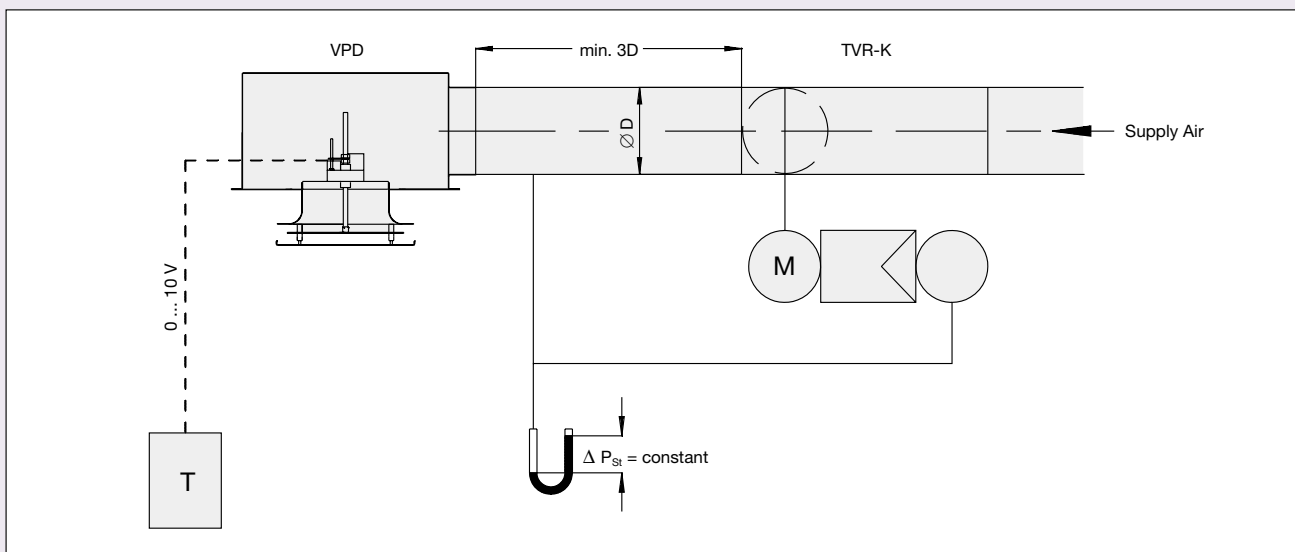 VPD
min. 3D
TVR-K
Ø D
Supply Air
M
0 ... 10 V
Δ P_St = constant
T